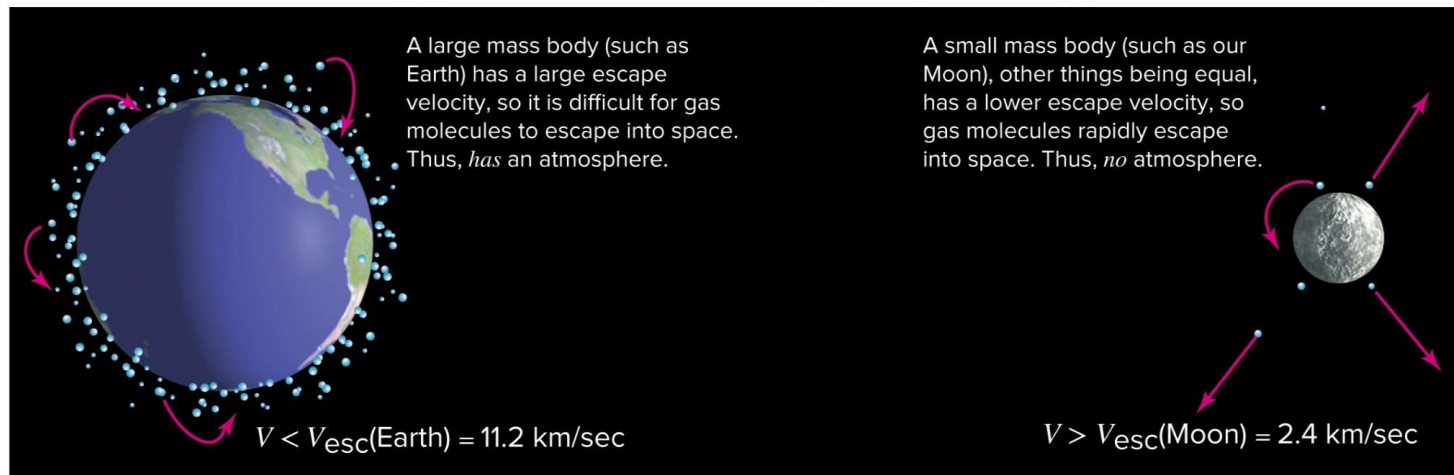 A large mass body (such as
Earth) has a large escape
velocity, so it is difficult for gas
molecules to escape into space.
Thus, has an atmosphere.
A small mass body (such as our
Moon), other things being equal,
has a lower escape velocity, so
gas molecules rapidly escape
into space. Thus, no atmosphere.
V < Vesc(Earth) = 11.2 km/sec
V > Vesc(Moon) = 2.4 km/sec